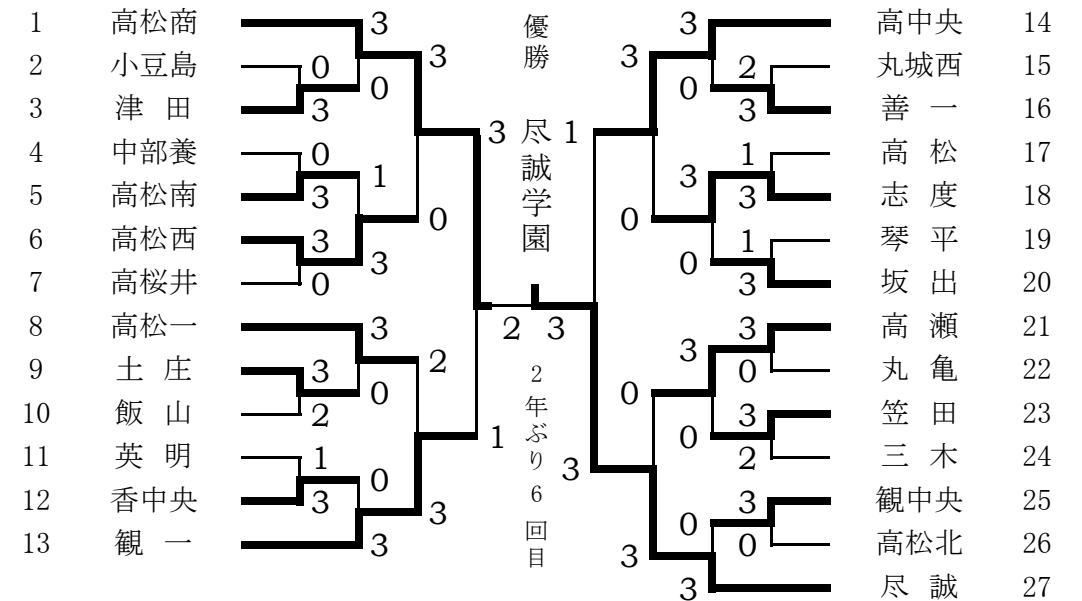 1 高松商
2 小豆島
3 津 田
4 中部養
5 高松南
6 高松西
7 高桜井
8 高松一
9 土 庄
10 飯 山
11 英 明
12 香中央
13 観 一
3
0
3
0
3
0
3
1
3
0
3
3
0
3
0
3
2
0
2
1
3
0
3
3
1
優勝 尽誠学園
3 1
2 3
2年ぶり6回目
3
3
0
2
3
0
3
1
3
0
1
3
3
3
0
0
0
3
2
3
3
0
3
0
3
高中央 14
丸城西 15
善 一 16
高 松 17
志 度 18
琴 平 19
坂 出 20
高 瀬 21
丸 亀 22
笠 田 23
三 木 24
観中央 25
高松北 26
尽 誠 27